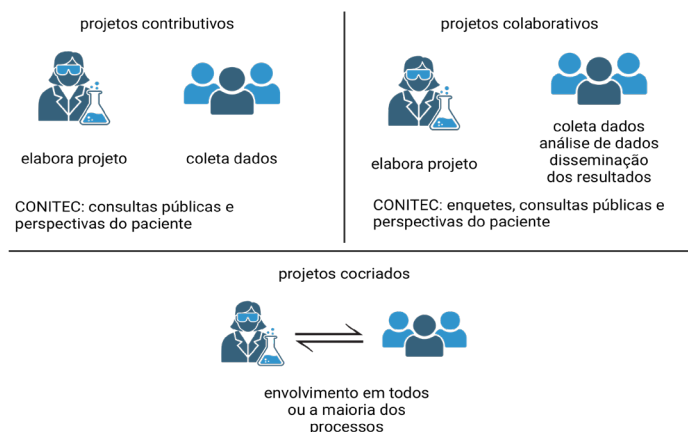 projetos contributivos
elabora projeto
coleta dados
CONITEC: consultas públicas e
perspectivas do paciente
projetos colaborativos
elabora projeto
coleta dados
análise de dados
disseminação
dos resultados
CONITEC: enquetes, consultas públicas e
perspectivas do paciente
projetos cocriados
envolvimento em todos
ou a maioria dos
processos